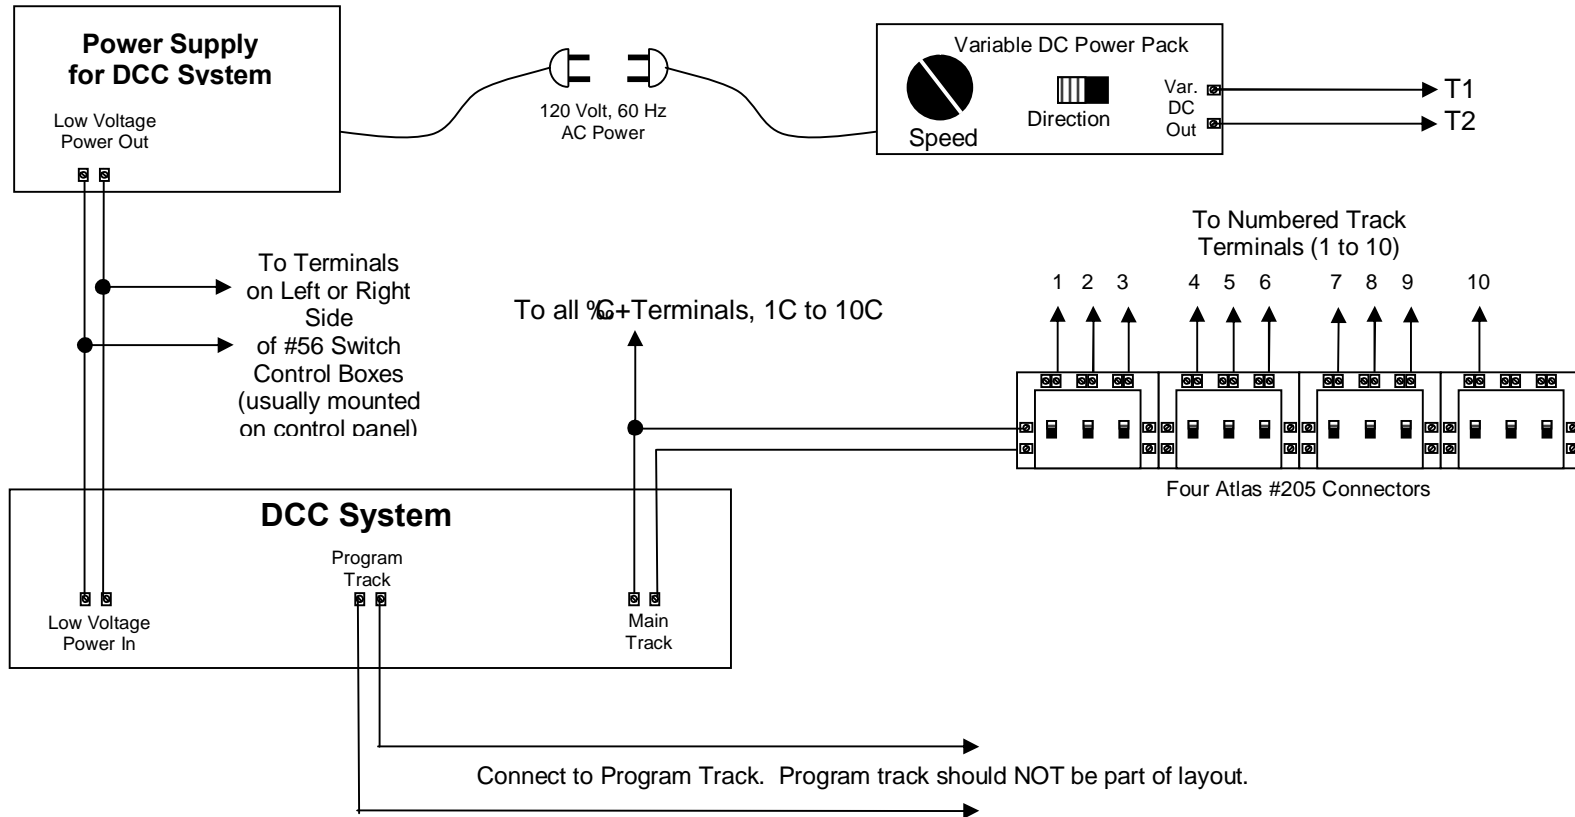 Power Supply
for DCC System
Low Voltage
Power Out
120 Volt, 60 Hz
AC Power
Variable DC Power Pack
Speed
Direction
Var.
DC
Out
T1
T2
To Terminals
on Left or Right
Side
of #56 Switch
Control Boxes
(usually mounted
on control panel)
To all %+Terminals, 1C to 10C
To Numbered Track
Terminals (1 to 10)
1 2 3 4 5 6 7 8 9 10
Four Atlas #205 Connectors
DCC System
Program
Track
Low Voltage
Power In
Main
Track
Connect to Program Track. Program track should NOT be part of layout.